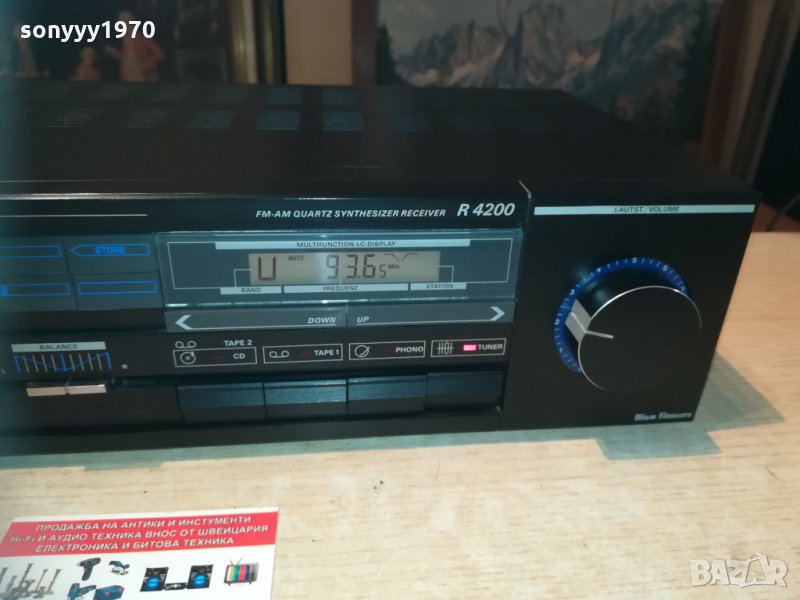 sonyyy1970
FM-AM QUARTZ SYNTHESIZER RECEIVER R 4200
LAUTST./VOLUME
STORE
MULTIFUNCTION LC-DISPLAY
U AUTO 93.65 MHz
BAND FREQUENZ STATION
DOWN UP
BALANCE
L R
TAPE 2
CD
TAPE 1
PHONO
TUNER
HIGH FIDELITY
ПРОДАЖБА НА АНТИКИ И ИНСТУМЕНТИ
Hi-Fi И АУДИО ТЕХНИКА ВНОС ОТ ШВЕИЦАРИЯ
ЕЛЕКТРОНИКА И БИТОВА ТЕХНИКА
BAZAR